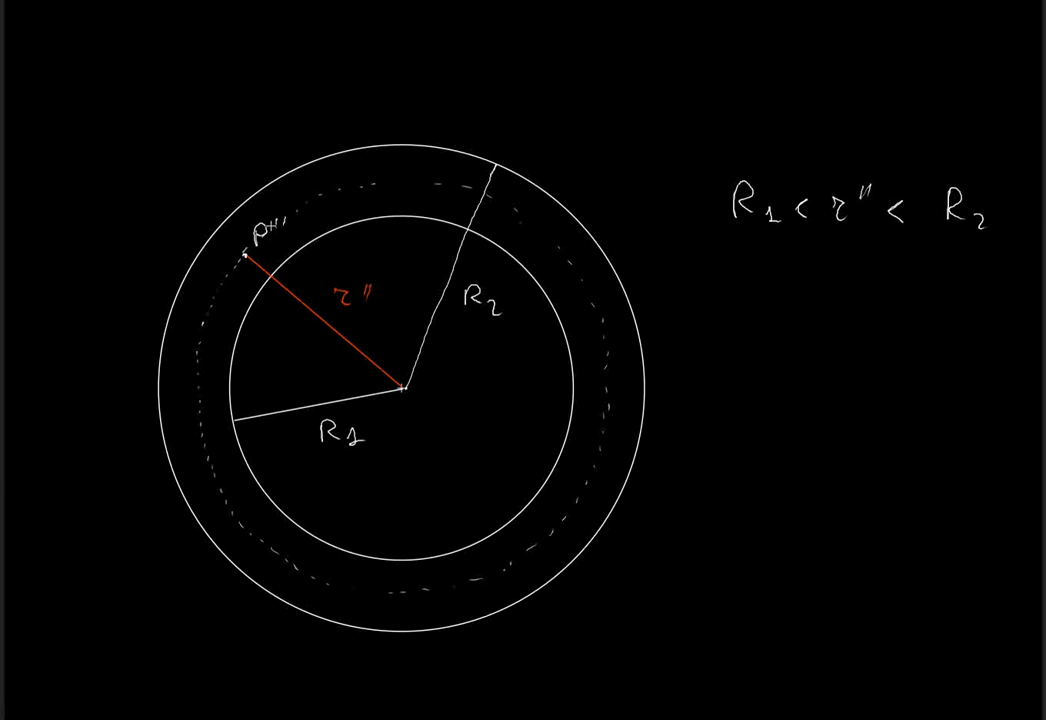 R₁ < r" < R₂
r"
R₂
R₁